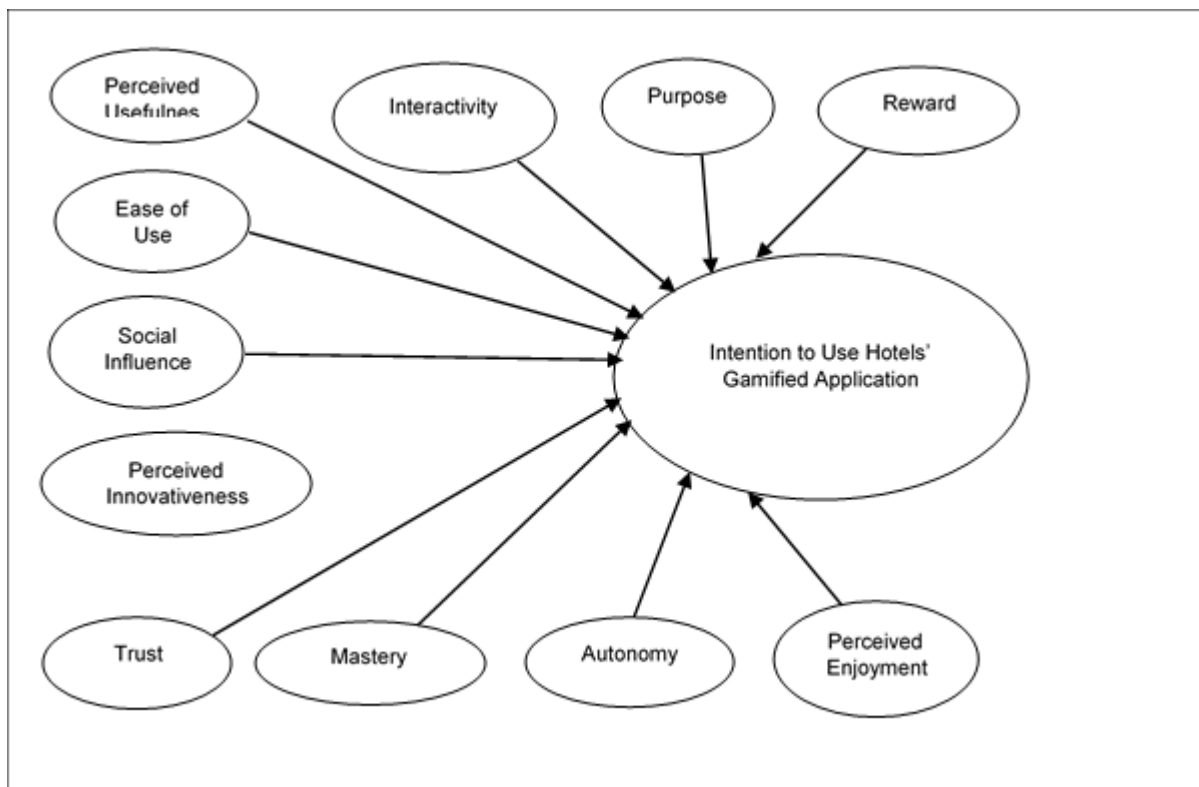 Perceived
Usefulnes
Interactivity
Purpose
Reward
Ease of
Use
Social
Influence
Intention to Use Hotels'
Gamified Application
Perceived
Innovativeness
Trust
Mastery
Autonomy
Perceived
Enjoyment